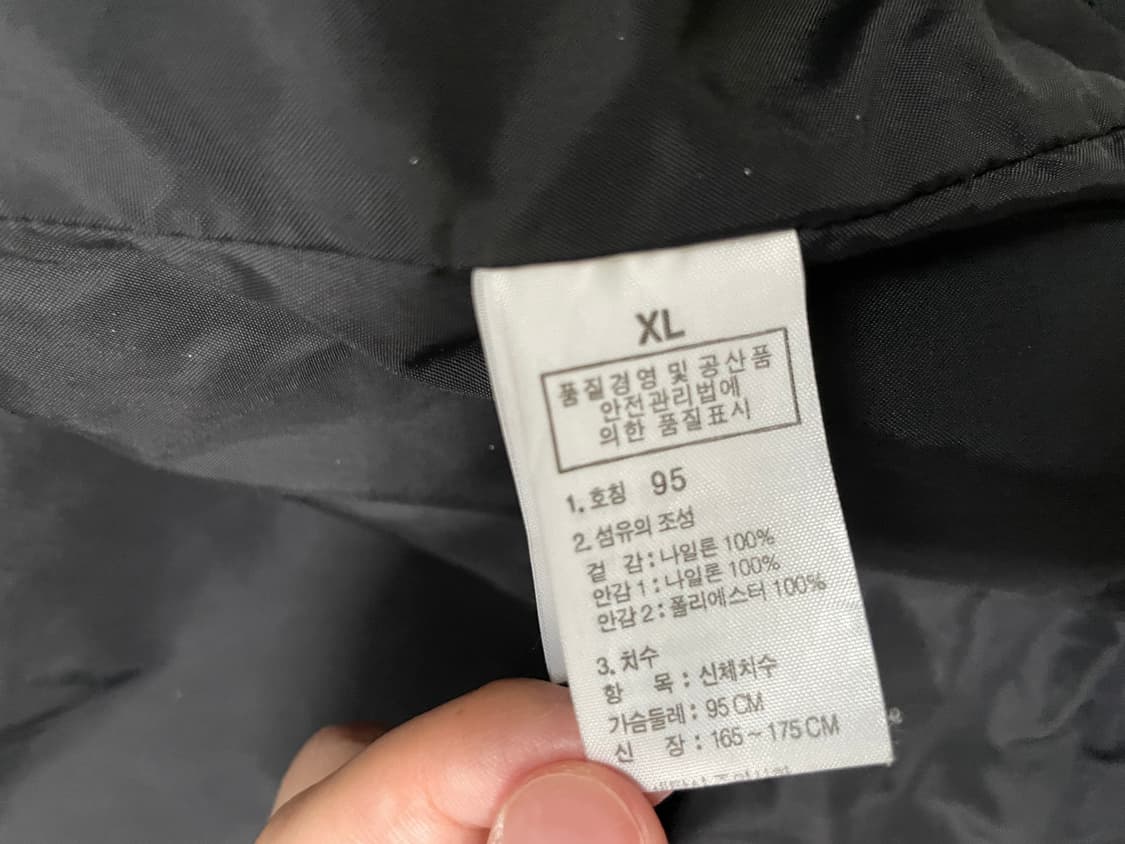 XL
품질경영 및 공산품
안전관리법에
의한 품질표시
1. 호칭 95
2. 섬유의 조성
겉 감 : 나일론 100%
안감 1 : 나일론 100%
안감 2 : 폴리에스터 100%
3. 치수
항 목 : 신체치수
가슴둘레 : 95 CM
신 장 : 165 ~ 175 CM